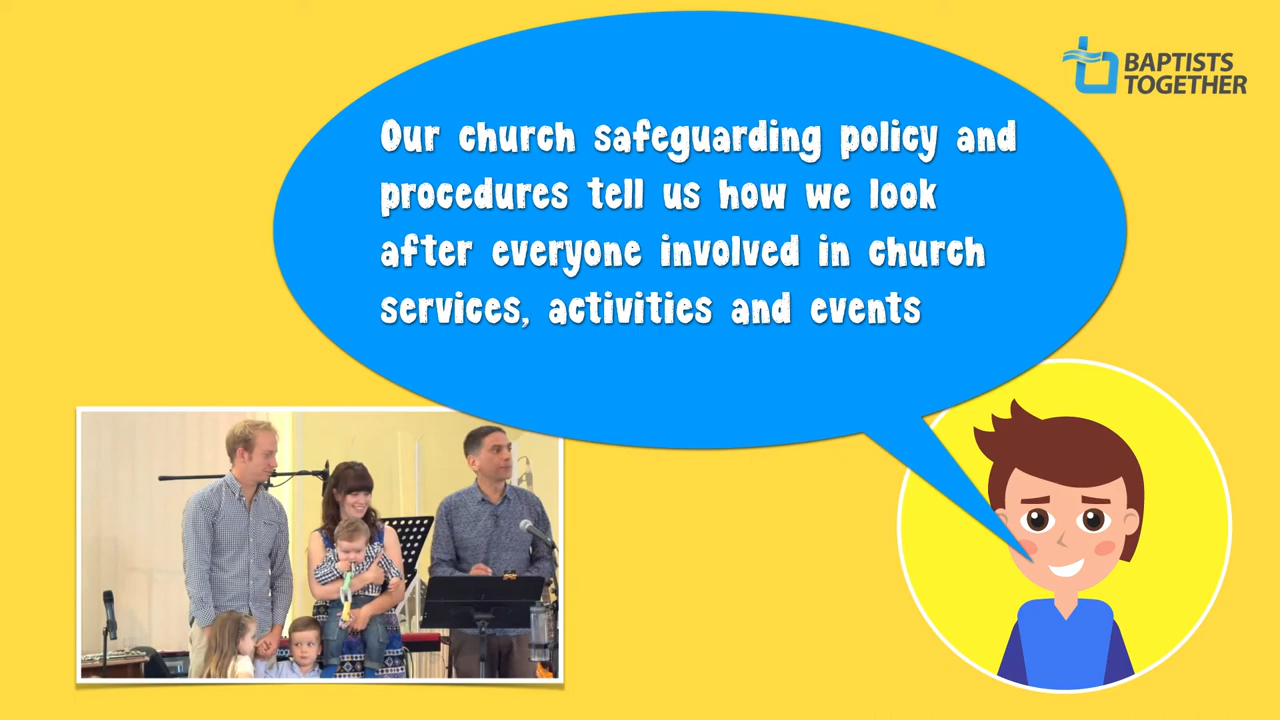 BAPTISTS
TOGETHER
Our church safeguarding policy and
procedures tell us how we look
after everyone involved in church
services, activities and events